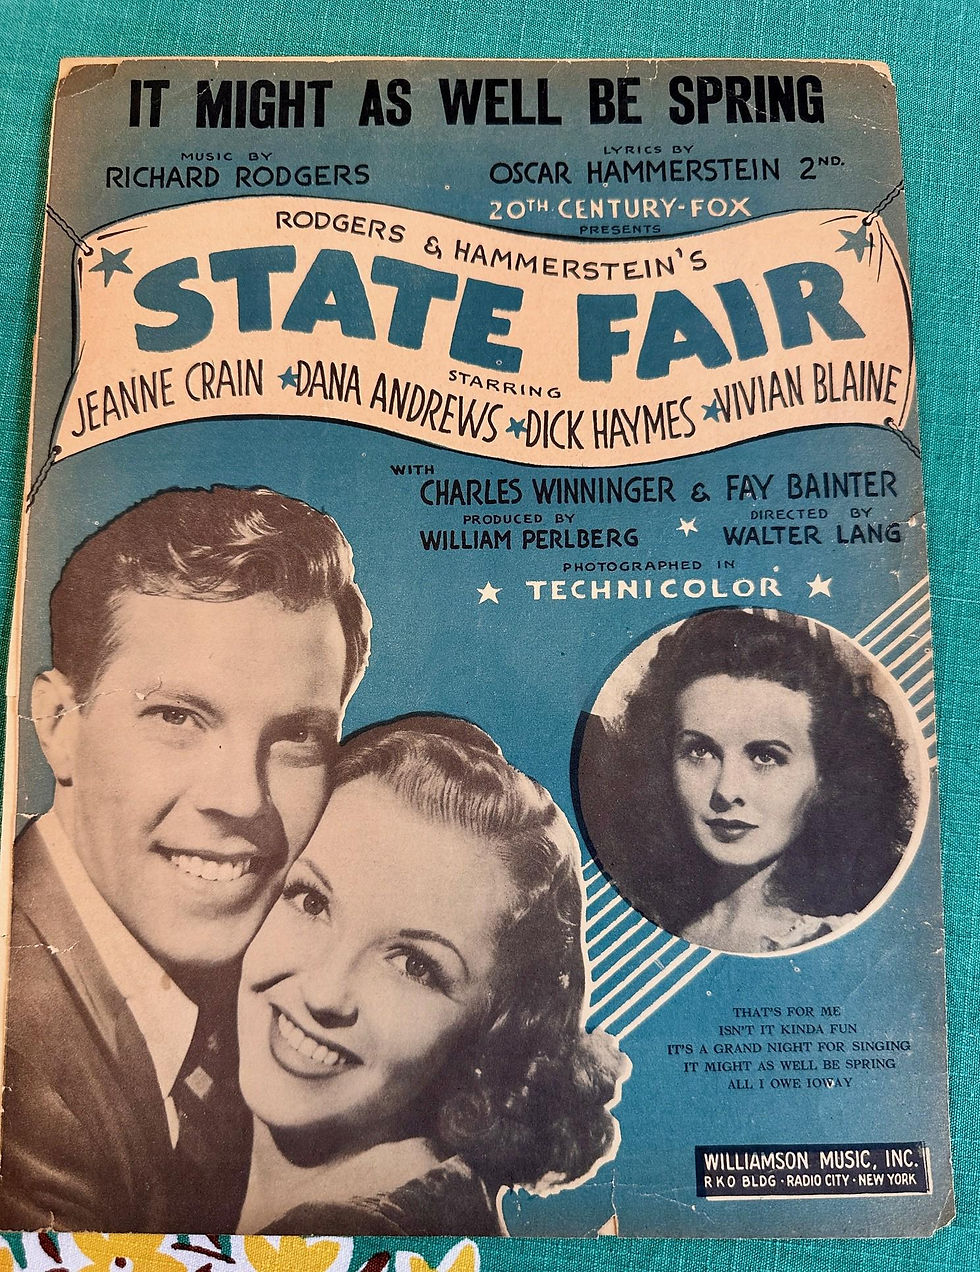 IT MIGHT AS WELL BE SPRING
MUSIC BY
RICHARD RODGERS
LYRICS BY
OSCAR HAMMERSTEIN 2ND.
20TH CENTURY-FOX
PRESENTS
RODGERS & HAMMERSTEIN'S
STATE FAIR
STARRING
JEANNE CRAIN ★ DANA ANDREWS ★ DICK HAYMES ★ VIVIAN BLAINE
WITH
CHARLES WINNINGER & FAY BAINTER
PRODUCED BY
WILLIAM PERLBERG
DIRECTED BY
WALTER LANG
PHOTOGRAPHED IN
★ TECHNICOLOR ★
THAT'S FOR ME
ISN'T IT KINDA FUN
IT'S A GRAND NIGHT FOR SINGING
IT MIGHT AS WELL BE SPRING
ALL I OWE IOWAY
WILLIAMSON MUSIC, INC.
RKO BLDG · RADIO CITY · NEW YORK